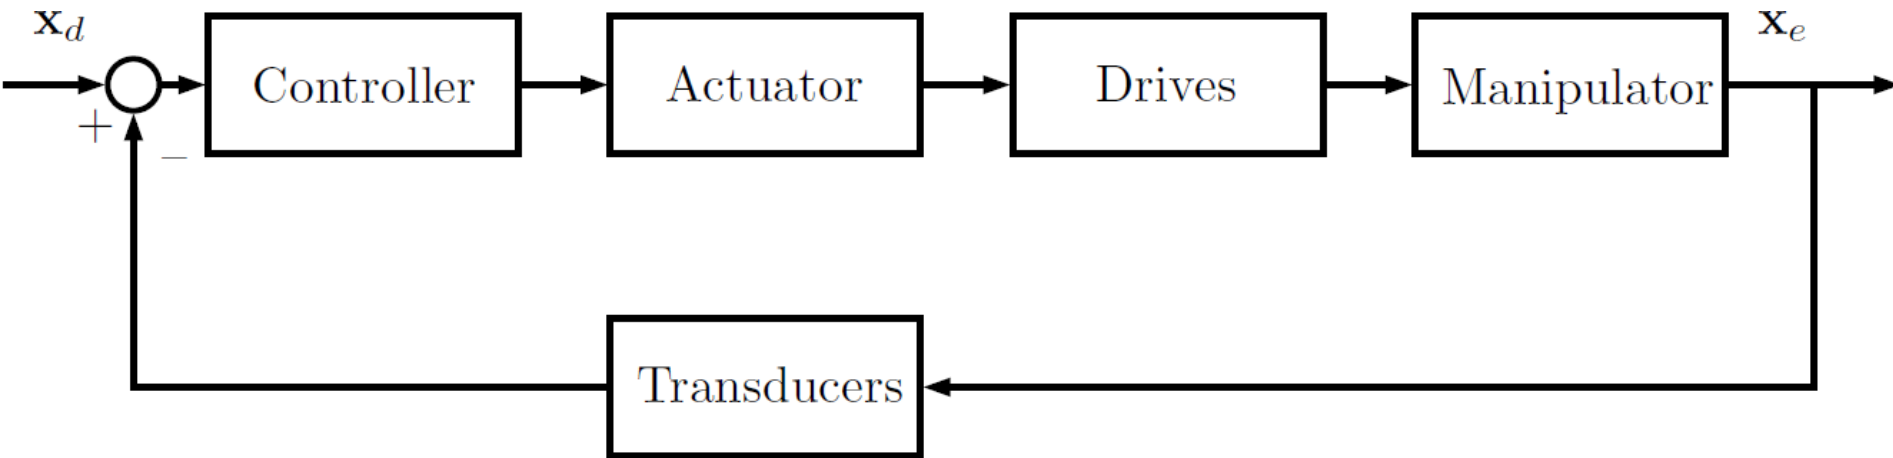 x_d
x_e
Controller
Actuator
Drives
Manipulator
+
−
Transducers